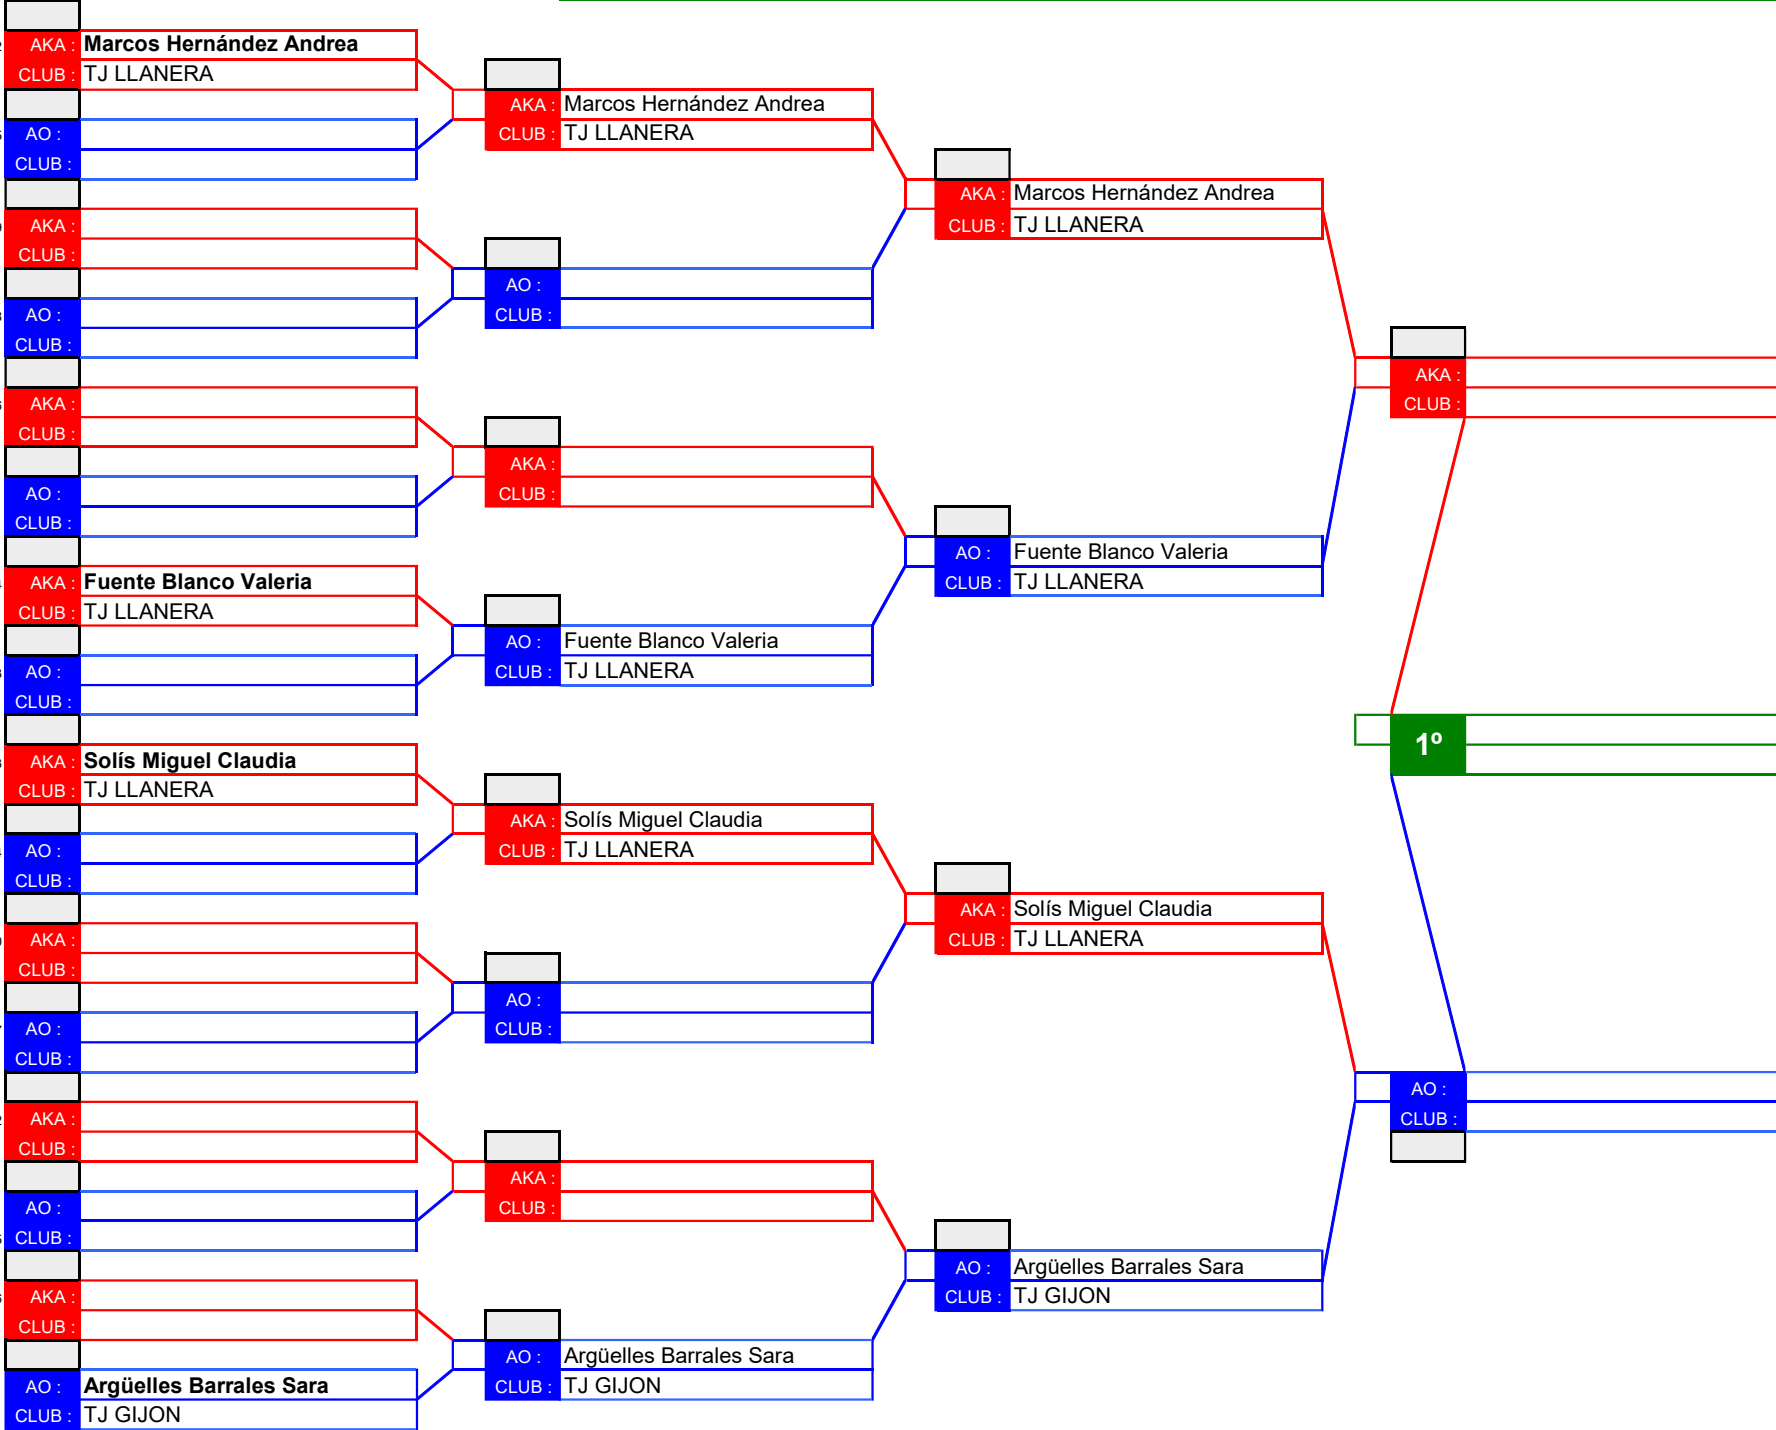 AKA : Marcos Hernández Andrea
CLUB : TJ LLANERA
AO :
CLUB :
AKA :
CLUB :
AO :
CLUB :
AKA :
CLUB :
AO :
CLUB :
AKA : Fuente Blanco Valeria
CLUB : TJ LLANERA
AO :
CLUB :
AKA : Solís Miguel Claudia
CLUB : TJ LLANERA
AO :
CLUB :
AKA :
CLUB :
AO :
CLUB :
AKA :
CLUB :
AO :
CLUB :
AKA :
CLUB :
AO : Argüelles Barrales Sara
CLUB : TJ GIJON
AKA : Marcos Hernández Andrea
CLUB : TJ LLANERA
AO :
CLUB :
AKA :
CLUB :
AO : Fuente Blanco Valeria
CLUB : TJ LLANERA
AKA : Solís Miguel Claudia
CLUB : TJ LLANERA
AO :
CLUB :
AKA :
CLUB :
AO : Argüelles Barrales Sara
CLUB : TJ GIJON
AKA : Marcos Hernández Andrea
CLUB : TJ LLANERA
AO : Fuente Blanco Valeria
CLUB : TJ LLANERA
AKA : Solís Miguel Claudia
CLUB : TJ LLANERA
AO : Argüelles Barrales Sara
CLUB : TJ GIJON
AKA :
CLUB :
1º
AO :
CLUB :